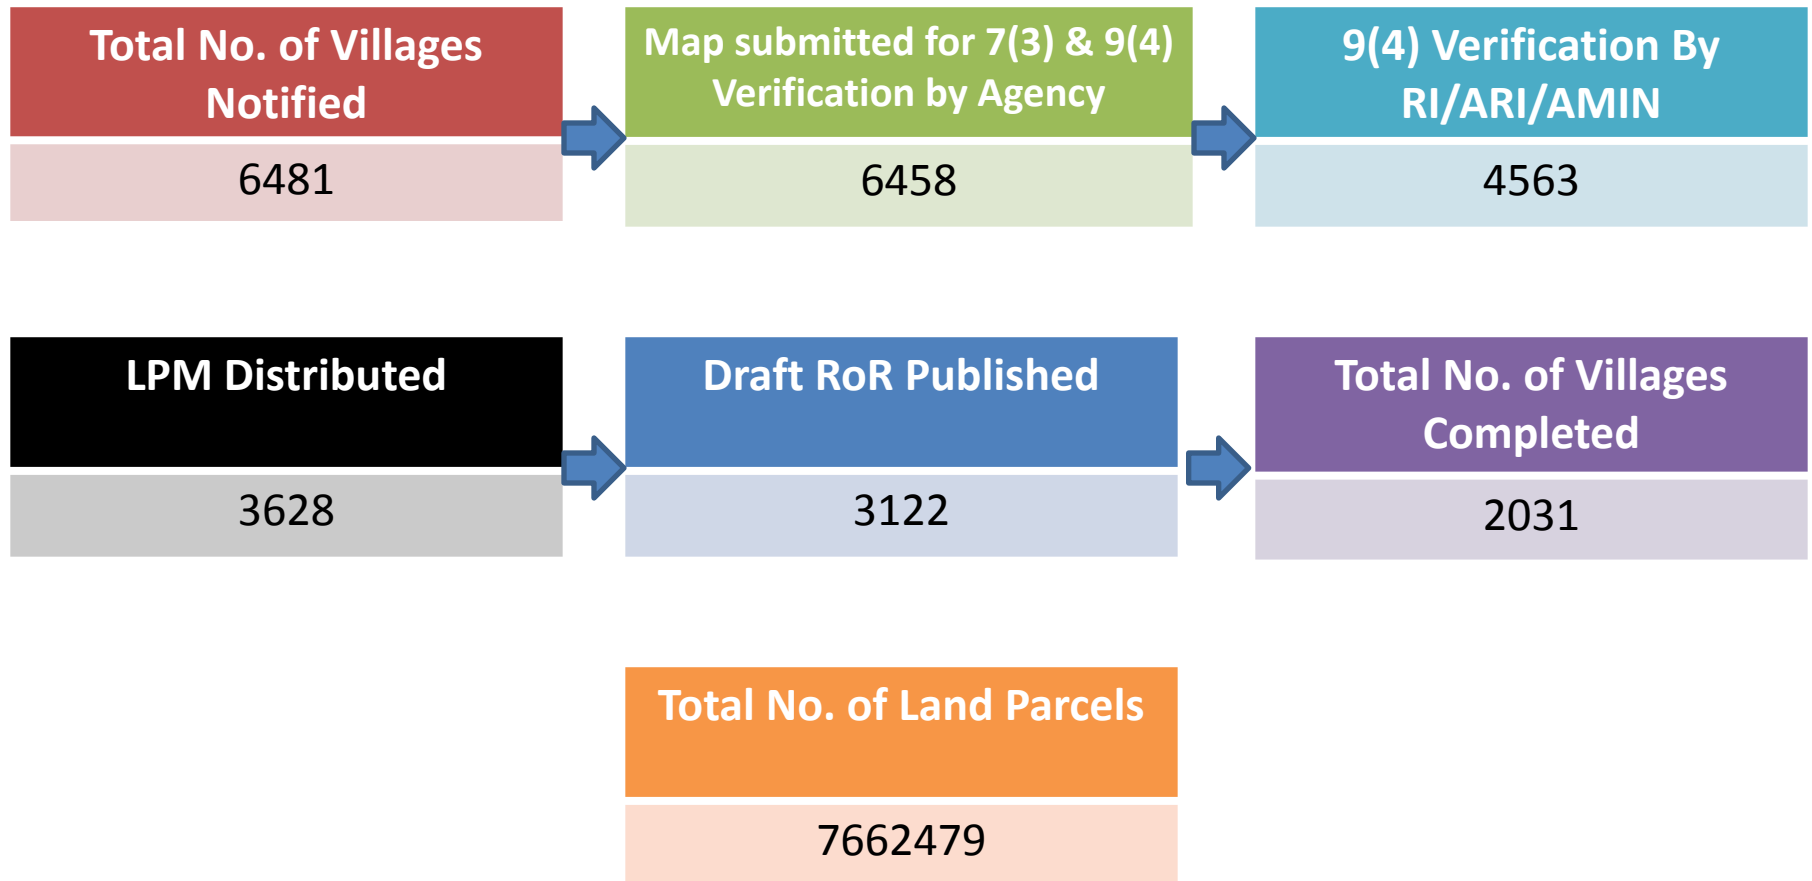 Total No. of Villages
Notified
6481
Map submitted for 7(3) & 9(4)
Verification by Agency
6458
9(4) Verification By
RI/ARI/AMIN
4563
LPM Distributed
3628
Draft RoR Published
3122
Total No. of Villages
Completed
2031
Total No. of Land Parcels
7662479